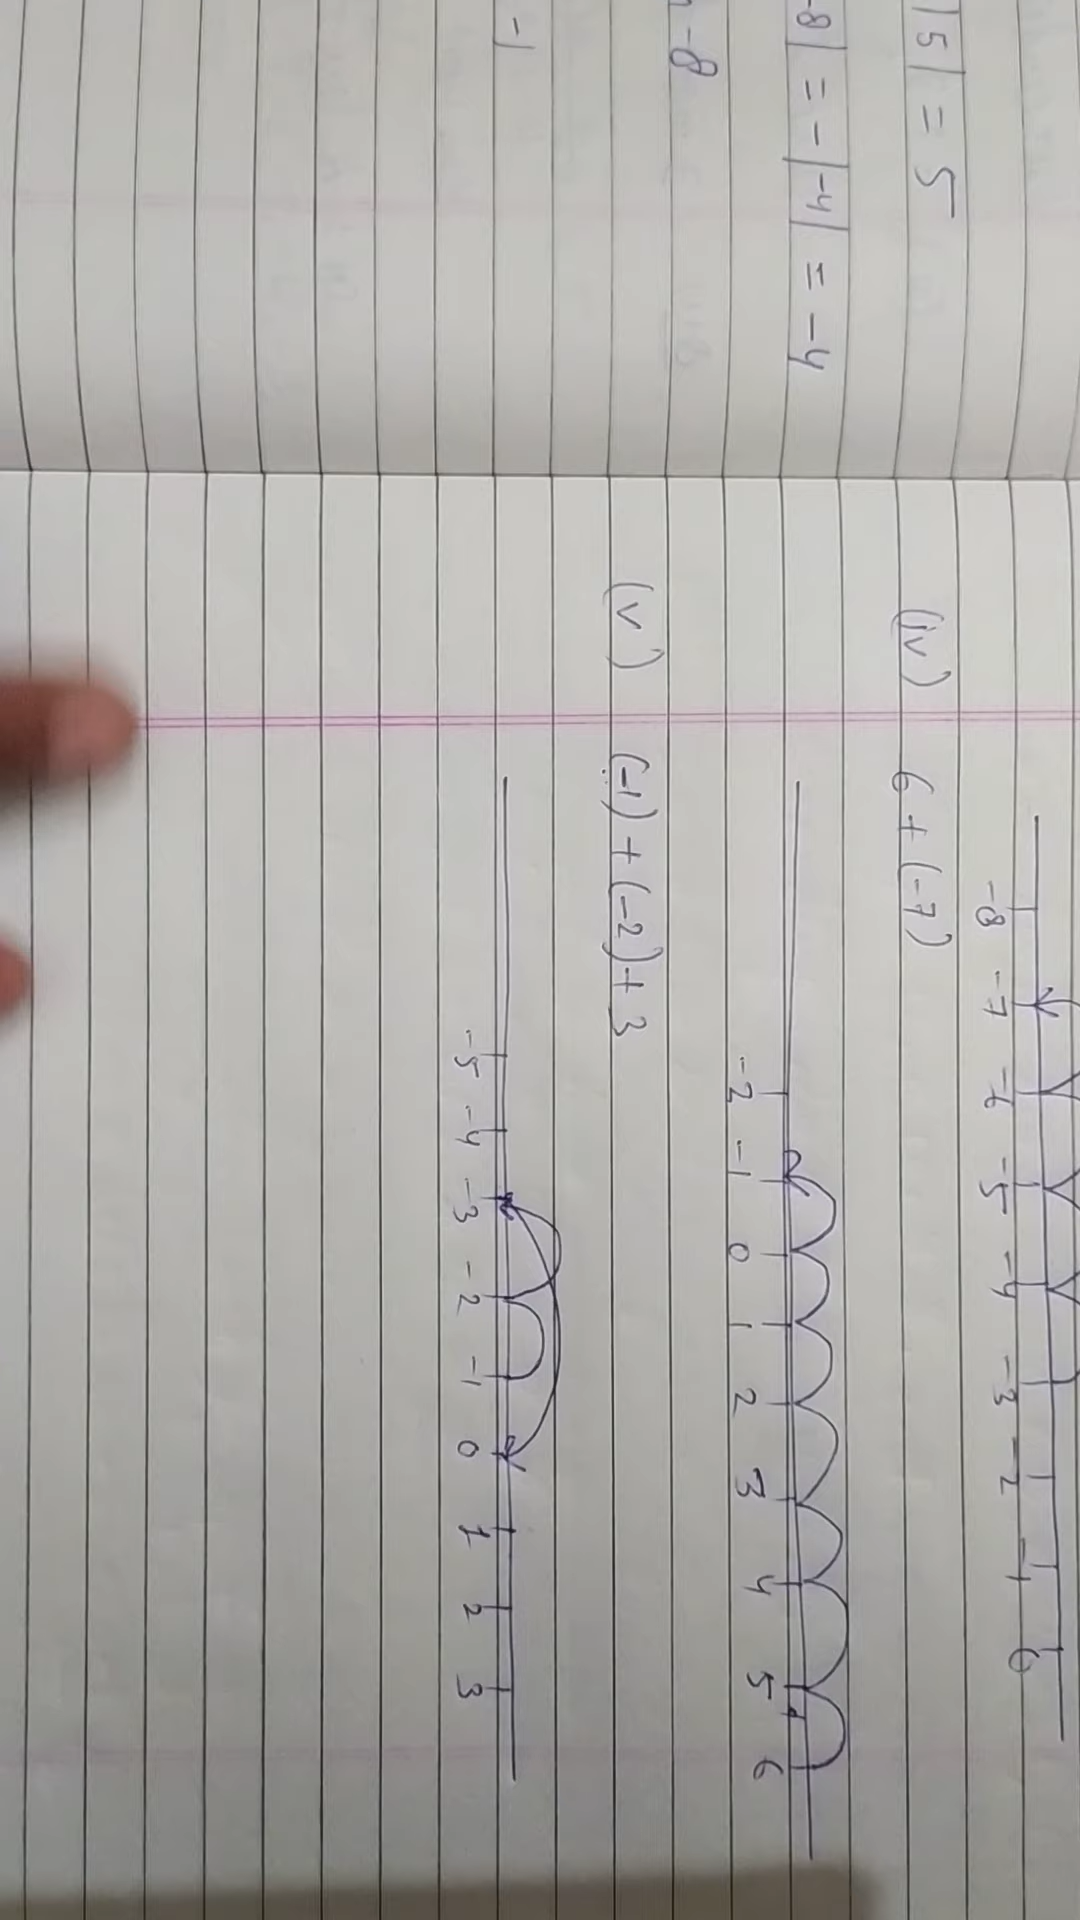 |5| = 5
-8| = -|-4| = -4
-8
-1
-8 -7 -6 -5 -4 -3 -2 -1 0
(iv) 6+(-7)
-2 -1 0 1 2 3 4 5 6
(v) (-1)+(-2)+3
-5 -4 -3 -2 -1 0 1 2 3